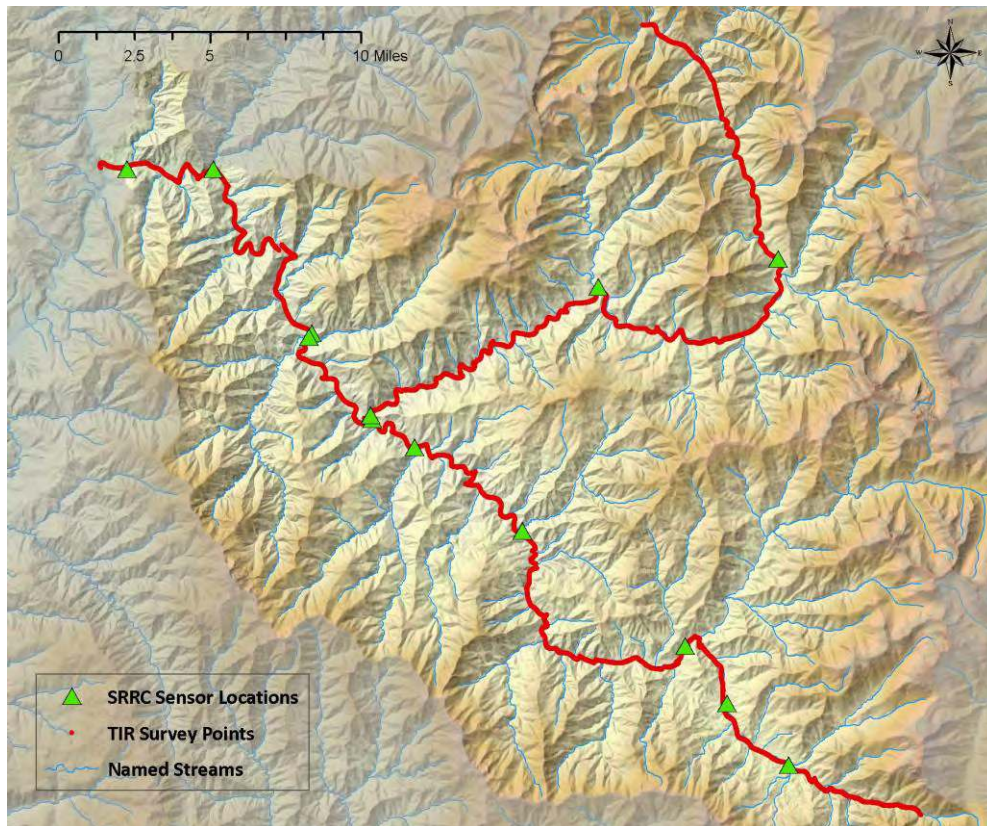 N
W E
S
0 2.5 5 10 Miles
SRRC Sensor Locations
TIR Survey Points
Named Streams